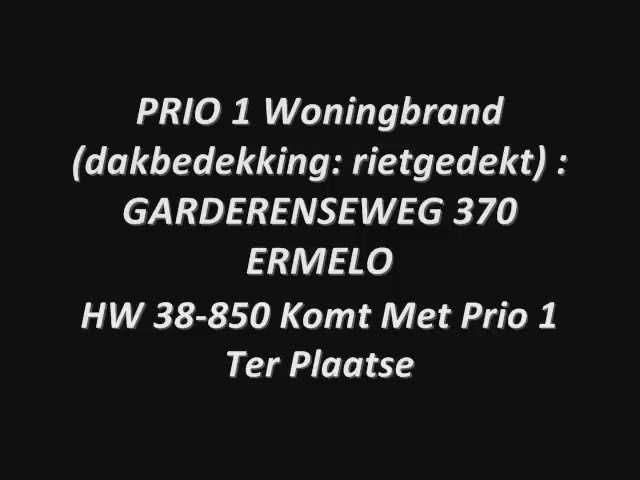 PRIO 1 Woningbrand
(dakbedekking: rietgedekt) :
GARDERENSEWEG 370
ERMELO
HW 38-850 Komt Met Prio 1
Ter Plaatse